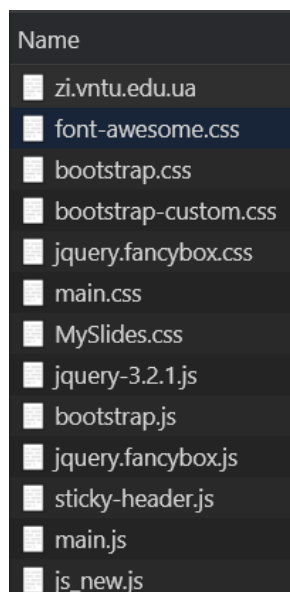 Name
zi.vntu.edu.ua
font-awesome.css
bootstrap.css
bootstrap-custom.css
jquery.fancybox.css
main.css
MySlides.css
jquery-3.2.1.js
bootstrap.js
jquery.fancybox.js
sticky-header.js
main.js
js_new.js